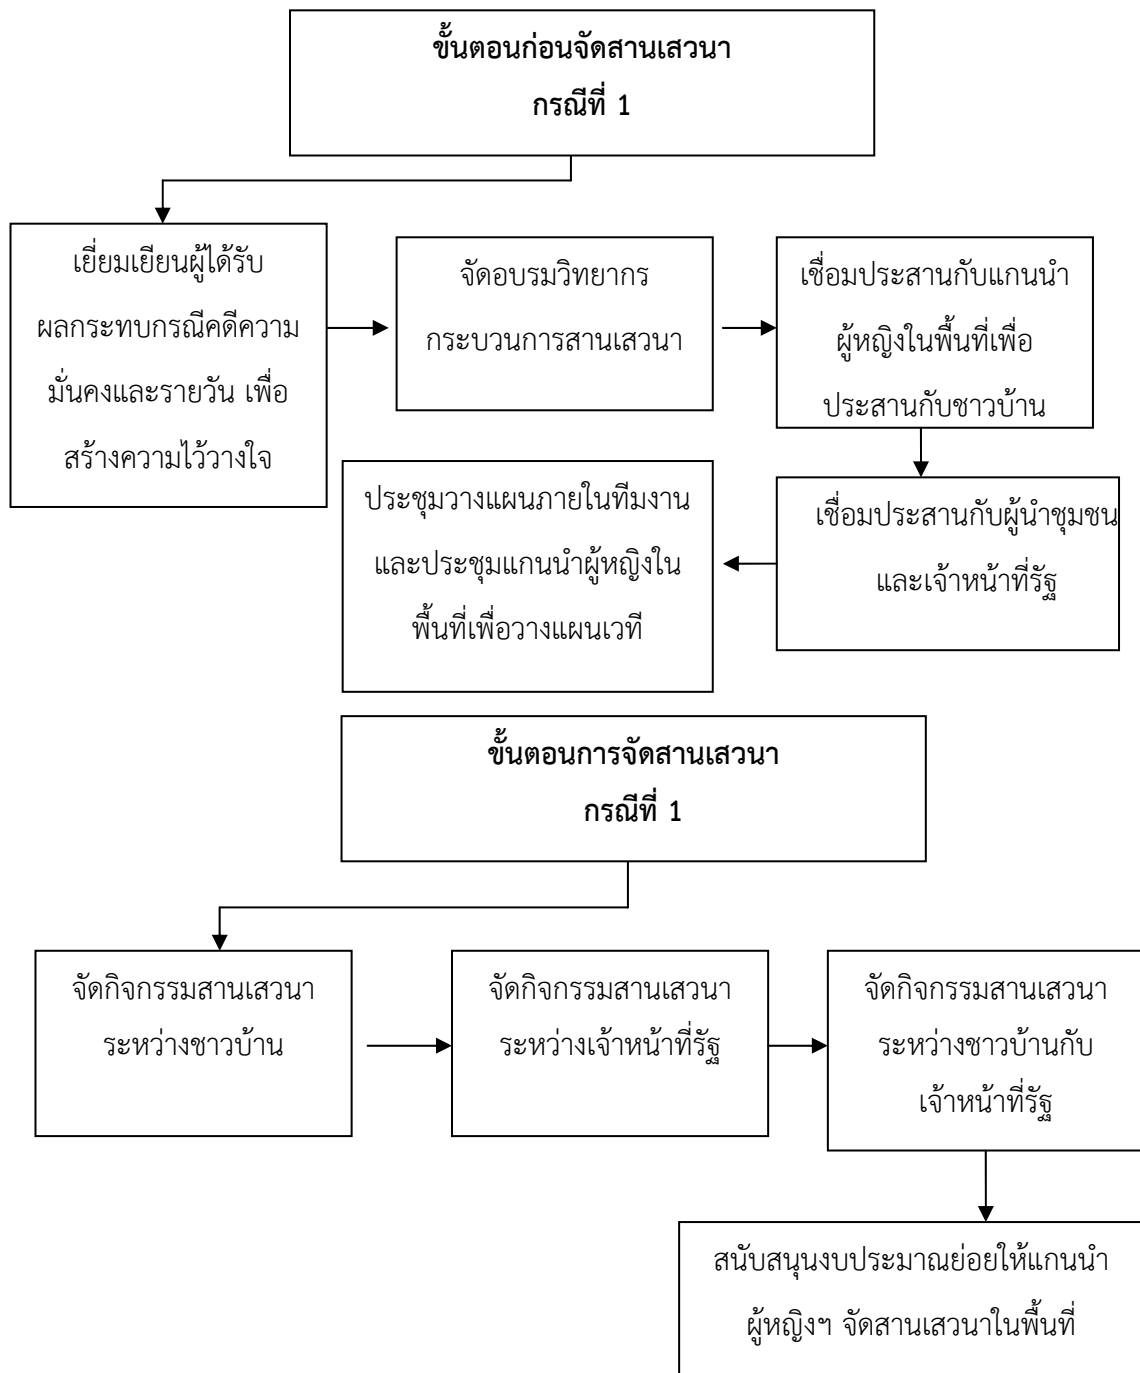 ขั้นตอนก่อนจัดสานเสวนา
กรณีที่ 1
เยี่ยมเยียนผู้ได้รับ
ผลกระทบกรณีคดีความ
มั่นคงและรายวัน เพื่อ
สร้างความไว้วางใจ
จัดอบรมวิทยากร
กระบวนการสานเสวนา
เชื่อมประสานกับแกนนำ
ผู้หญิงในพื้นที่เพื่อ
ประสานกับชาวบ้าน
เชื่อมประสานกับผู้นำชุมชน
และเจ้าหน้าที่รัฐ
ประชุมวางแผนภายในทีมงาน
และประชุมแกนนำผู้หญิงใน
พื้นที่เพื่อวางแผนเวที
ขั้นตอนการจัดสานเสวนา
กรณีที่ 1
จัดกิจกรรมสานเสวนา
ระหว่างชาวบ้าน
จัดกิจกรรมสานเสวนา
ระหว่างเจ้าหน้าที่รัฐ
จัดกิจกรรมสานเสวนา
ระหว่างชาวบ้านกับ
เจ้าหน้าที่รัฐ
สนับสนุนงบประมาณย่อยให้แกนนำ
ผู้หญิงฯ จัดสานเสวนาในพื้นที่